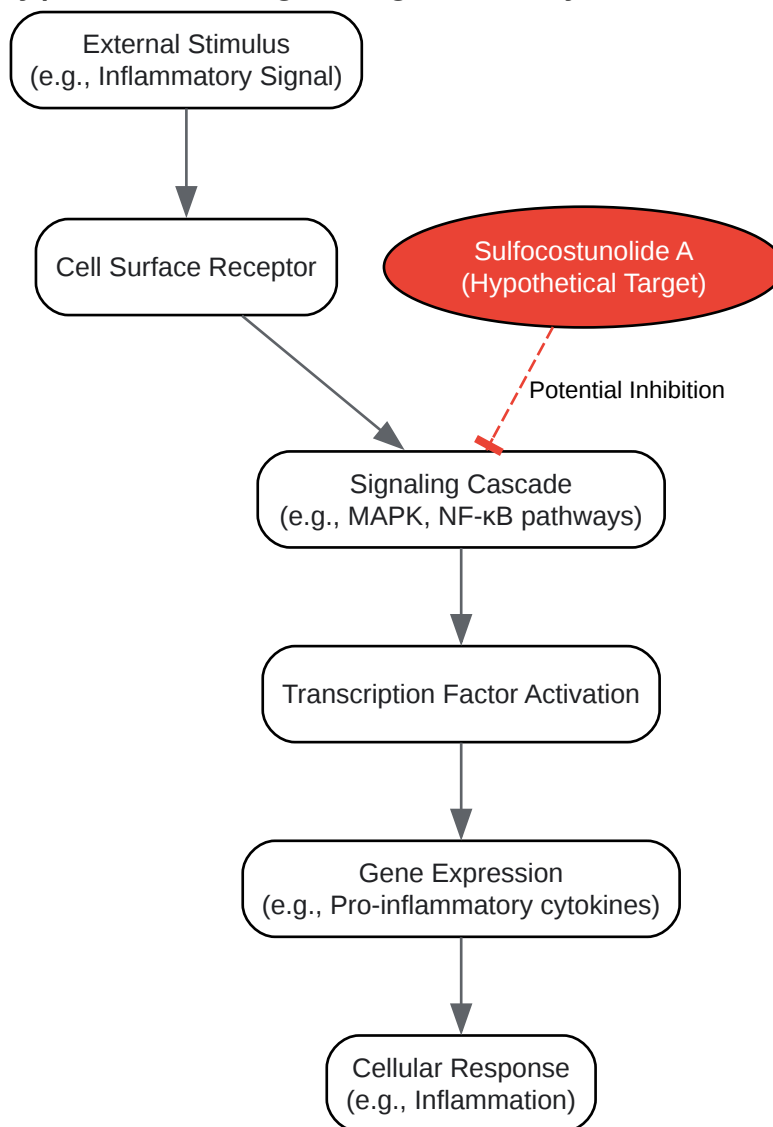 External Stimulus
(e.g., Inflammatory Signal)
Cell Surface Receptor
Sulfocostunolide A
(Hypothetical Target)
Potential Inhibition
Signaling Cascade
(e.g., MAPK, NF-κB pathways)
Transcription Factor Activation
Gene Expression
(e.g., Pro-inflammatory cytokines)
Cellular Response
(e.g., Inflammation)